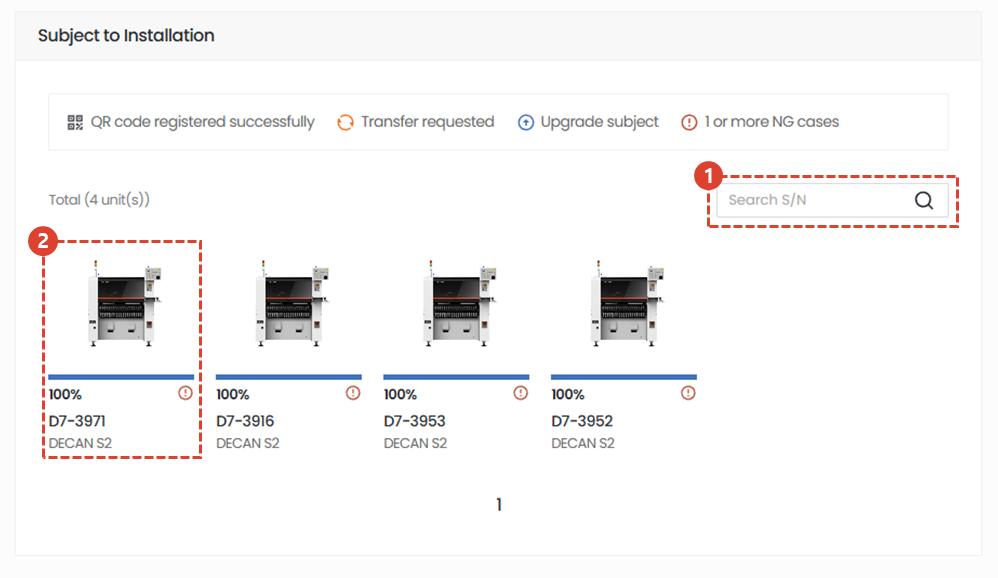 Subject to Installation
QR code registered successfully Transfer requested Upgrade subject 1 or more NG cases
1
Total (4 unit(s)) Search S/N
2
100% 100% 100% 100%
D7-3971 D7-3916 D7-3953 D7-3952
DECAN S2 DECAN S2 DECAN S2 DECAN S2
1